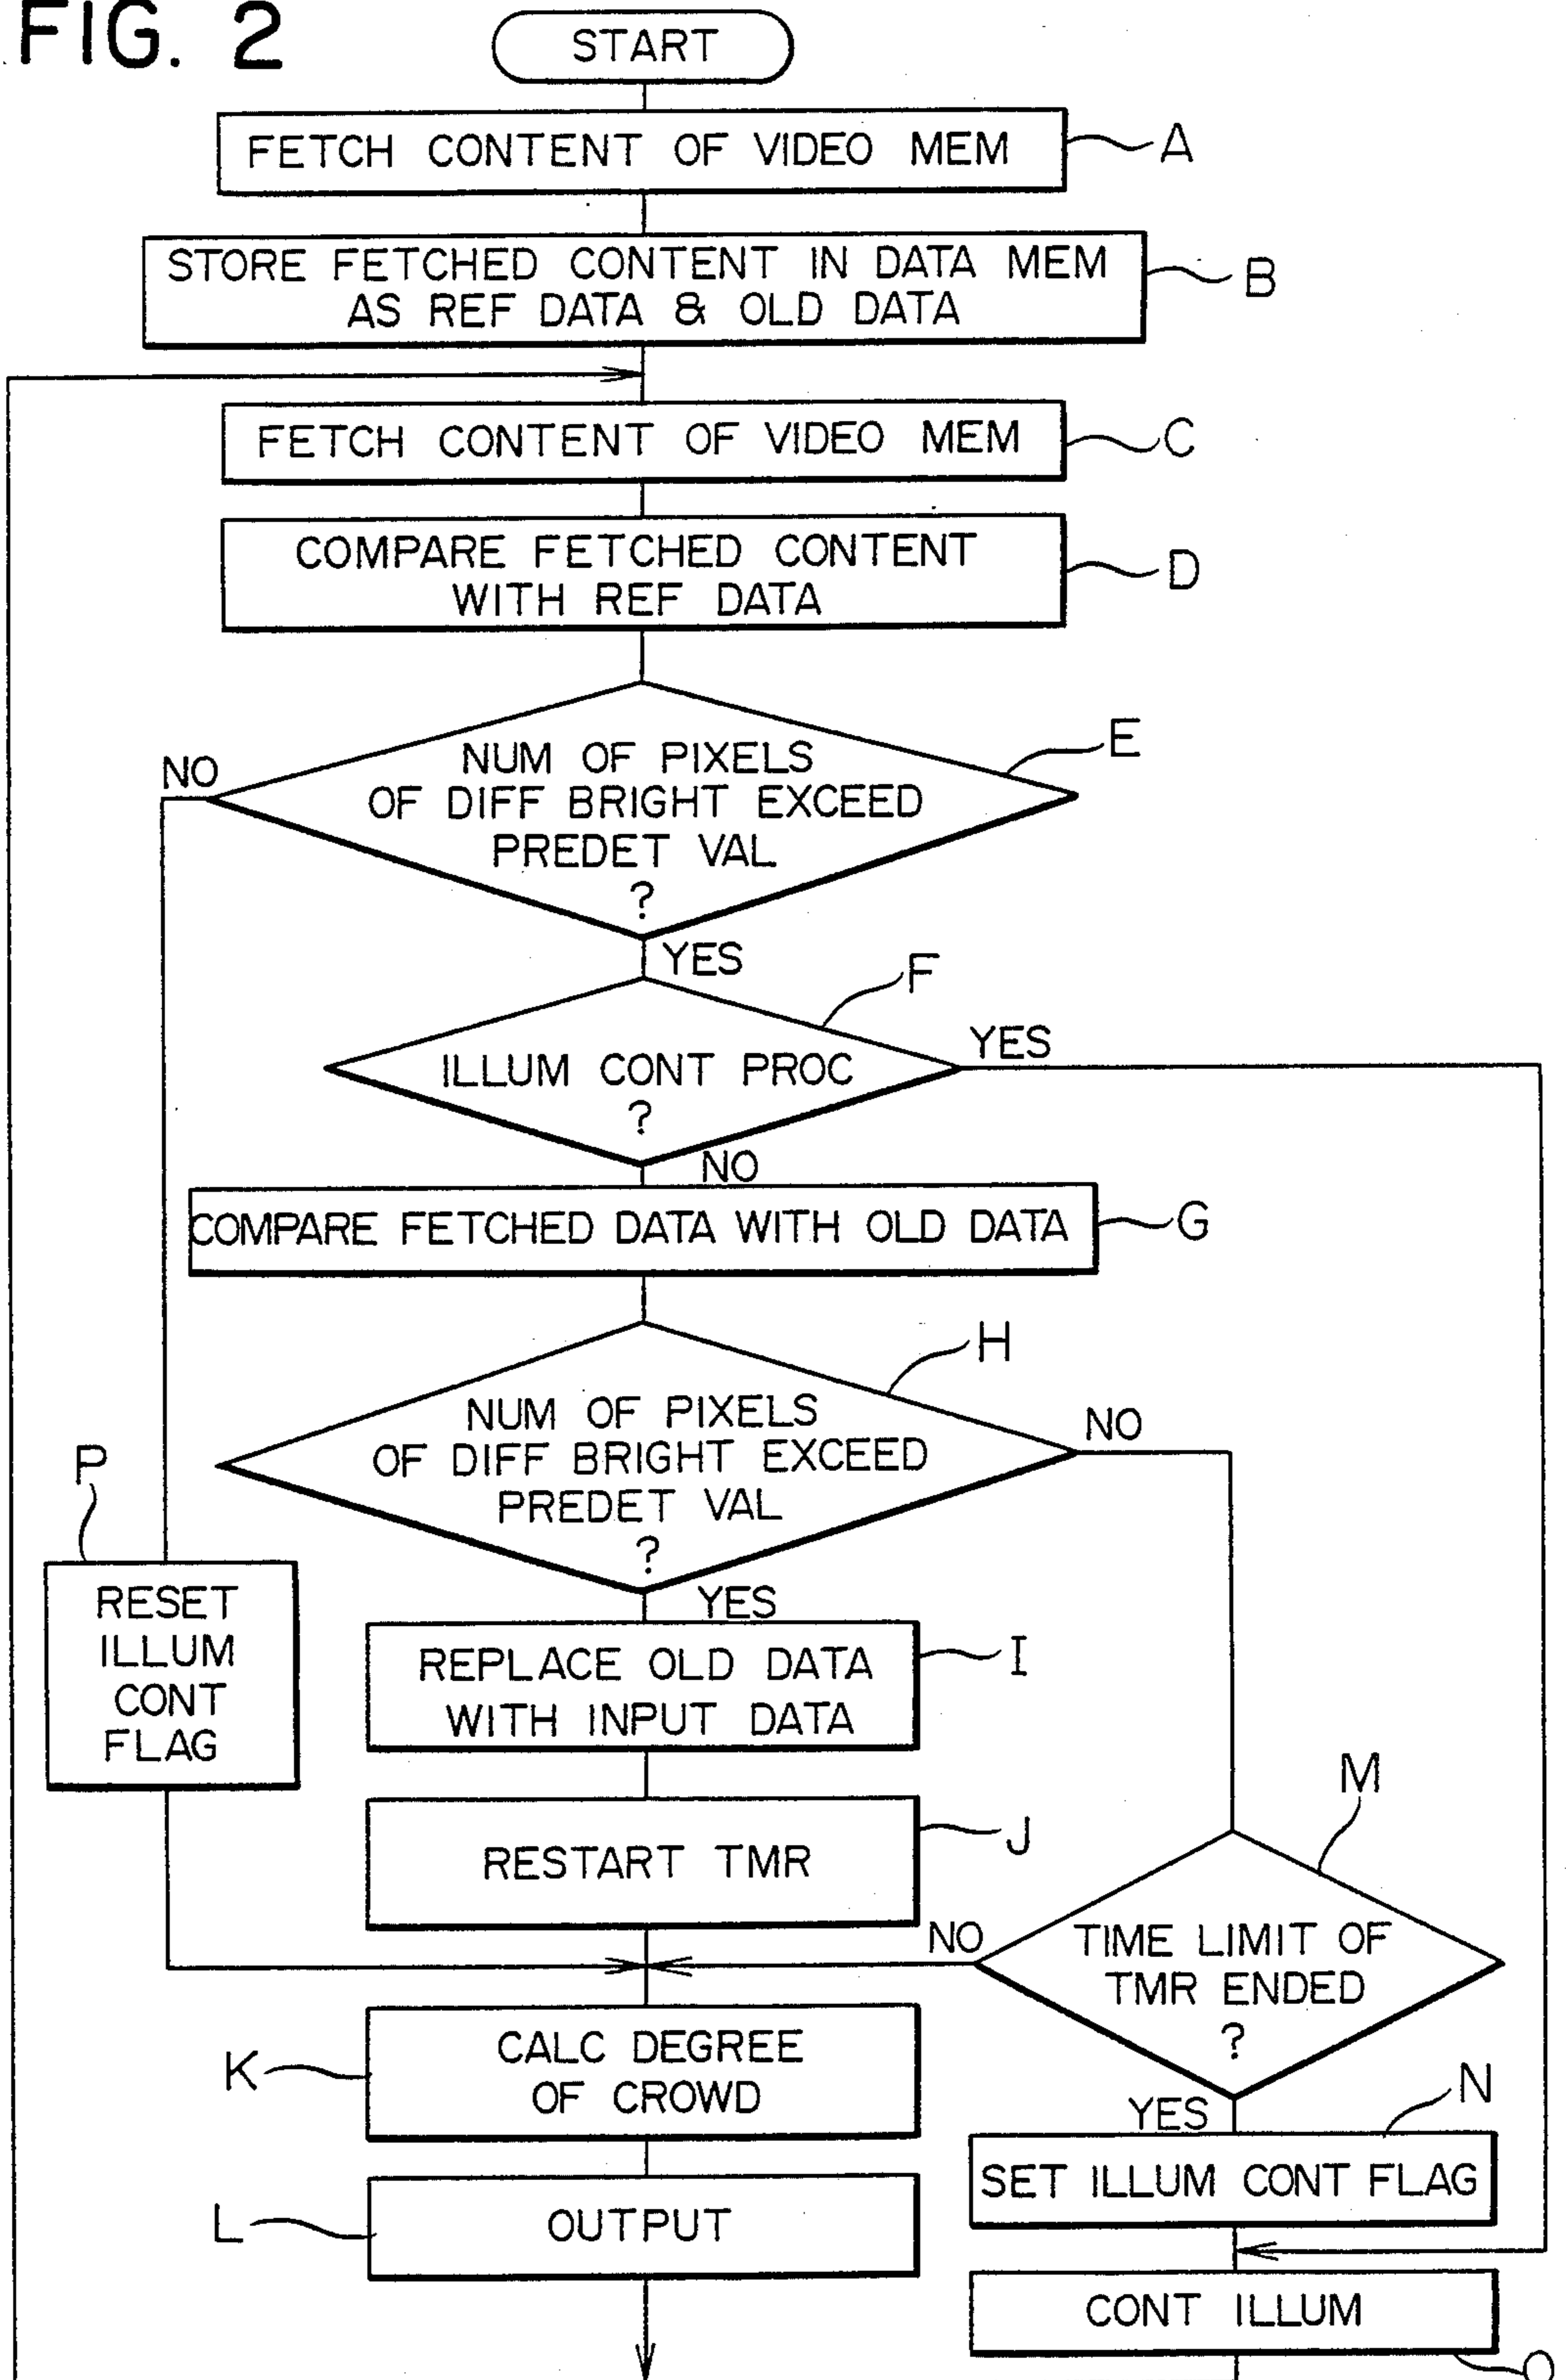 FIG. 2
START
FETCH CONTENT OF VIDEO MEM
A
STORE FETCHED CONTENT IN DATA MEM
AS REF DATA & OLD DATA
B
FETCH CONTENT OF VIDEO MEM
C
COMPARE FETCHED CONTENT
WITH REF DATA
D
NUM OF PIXELS
OF DIFF BRIGHT EXCEED
PREDET VAL
?
E
NO
YES
F
ILLUM CONT PROC
?
YES
NO
COMPARE FETCHED DATA WITH OLD DATA
G
H
NUM OF PIXELS
OF DIFF BRIGHT EXCEED
PREDET VAL
?
NO
YES
P
RESET
ILLUM
CONT
FLAG
REPLACE OLD DATA
WITH INPUT DATA
I
RESTART TMR
J
M
TIME LIMIT OF
TMR ENDED
?
NO
YES
K
CALC DEGREE
OF CROWD
N
SET ILLUM CONT FLAG
L
OUTPUT
CONT ILLUM
O